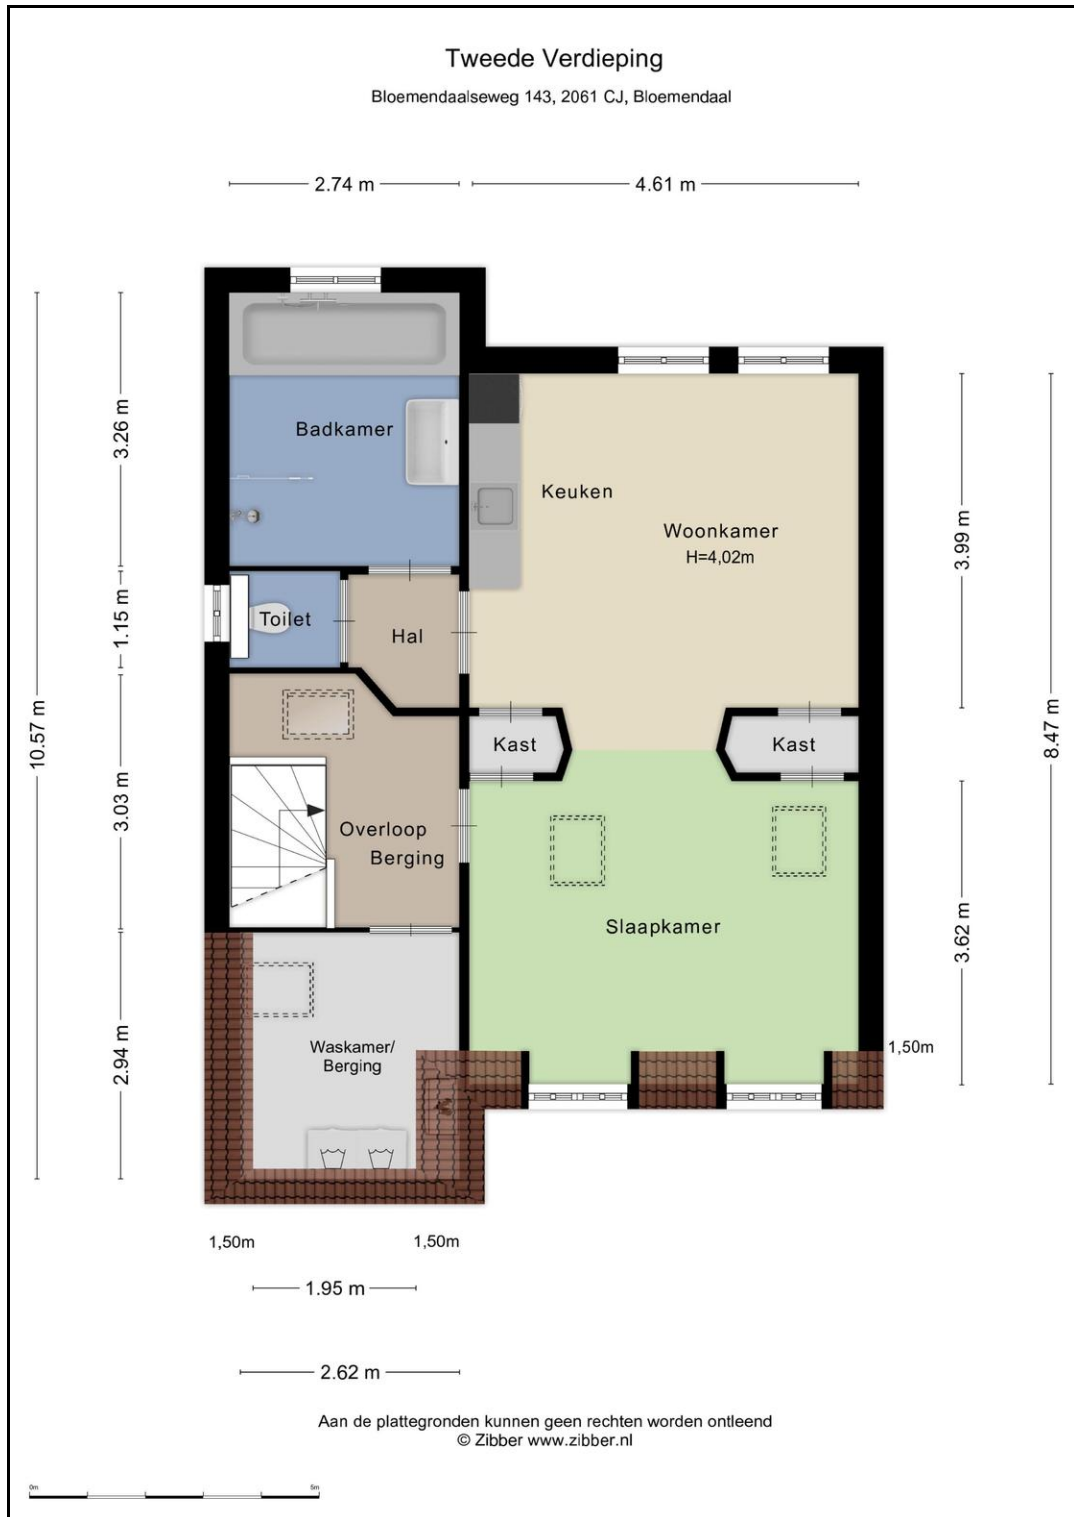 Tweede Verdieping
Bloemendaalseweg 143, 2061 CJ, Bloemendaal
2.74 m
4.61 m
3.26 m
Badkamer
Keuken
Woonkamer
H=4,02m
3.99 m
1.15 m
Toilet
Hal
10.57 m
8.47 m
Kast
Kast
3.03 m
Overloop
Berging
Slaapkamer
3.62 m
2.94 m
Waskamer/
Berging
1,50m
1,50m
1,50m
1.95 m
2.62 m
Aan de plattegronden kunnen geen rechten worden ontleend
© Zibber www.zibber.nl
0m
5m